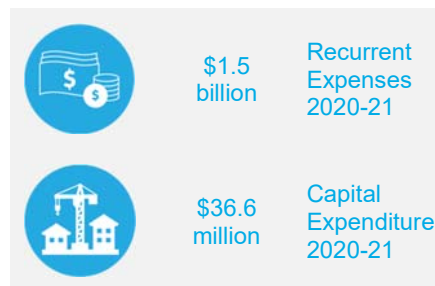 $
$
$1.5
billion
Recurrent
Expenses
2020-21
$36.6
million
Capital
Expenditure
2020-21